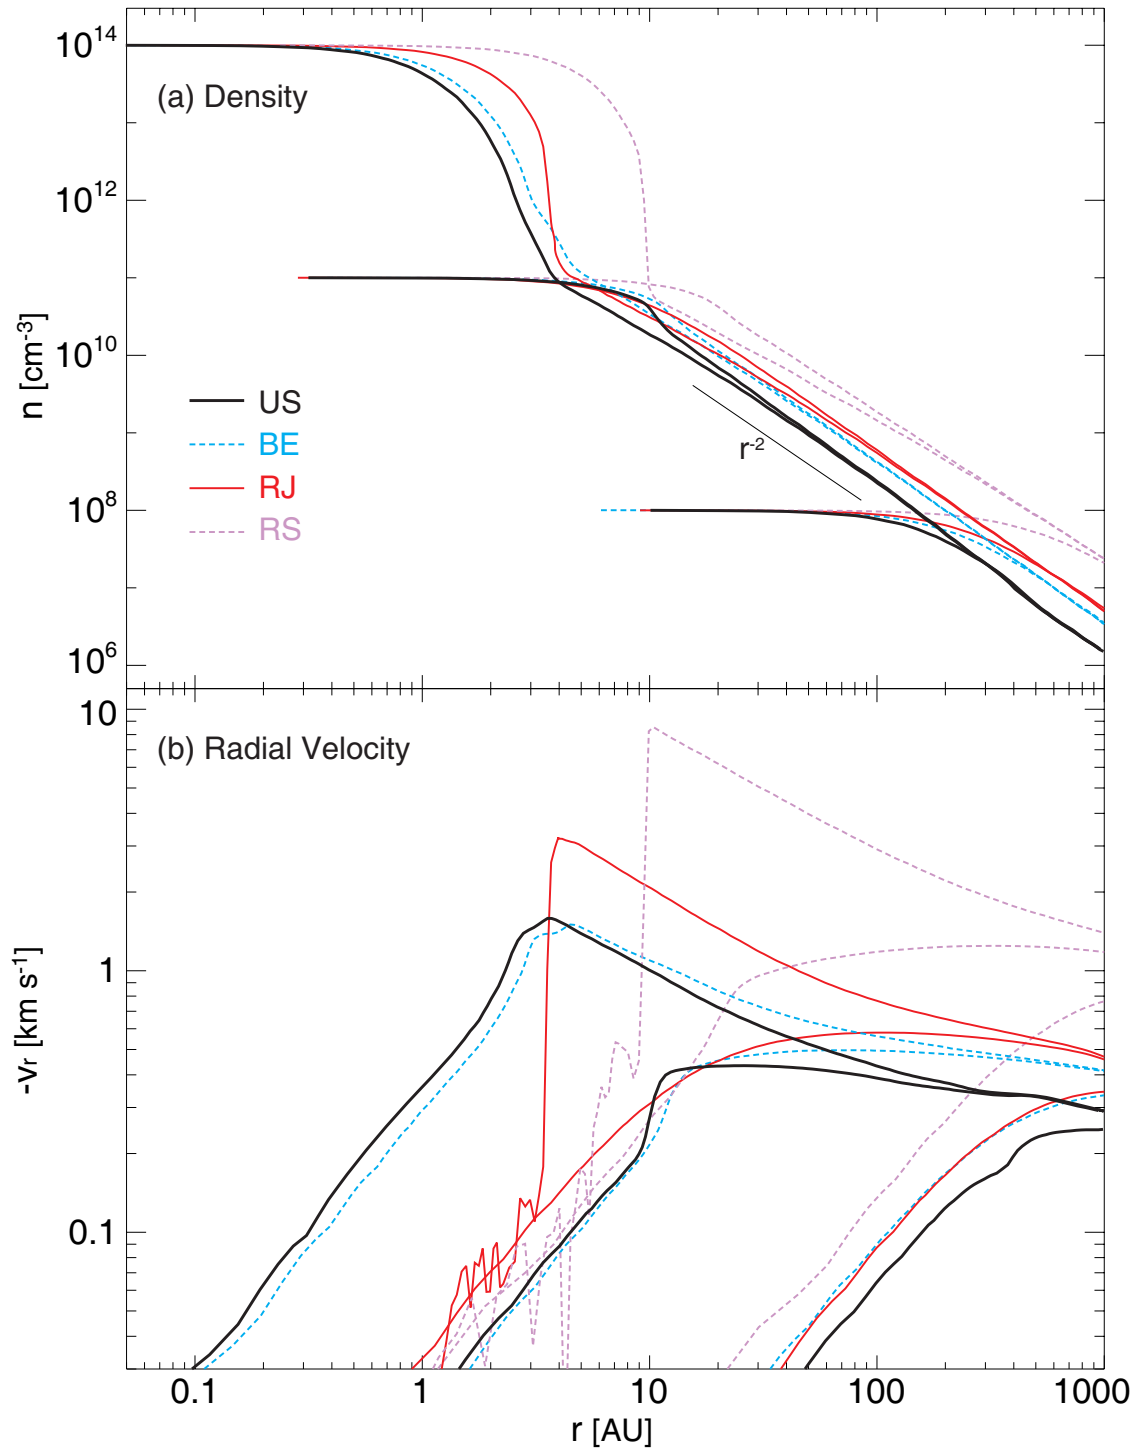 (a) Density
10^14
10^12
10^10
10^8
10^6
n [cm^-3]
US
BE
RJ
RS
r^-2
(b) Radial Velocity
10
1
0.1
-vr [km s^-1]
0.1 1 10 100 1000
r [AU]